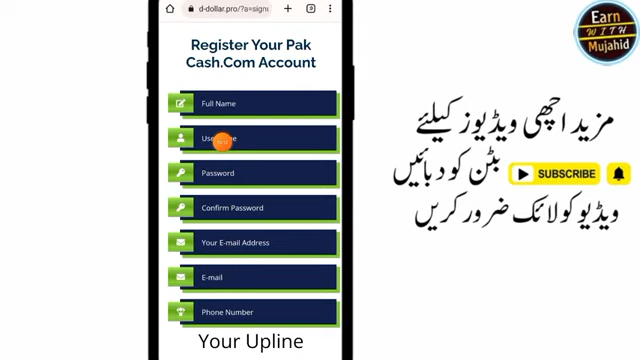 d-dollar.pro/?a=sign
Earn
WITH
Mujahid
Register Your Pak
Cash.Com Account
Full Name
Password
Confirm Password
Your E-mail Address
E-mail
Phone Number
Your Upline
مزید اچھی ویڈیوز کیلئے
SUBSCRIBE بٹن کو دبائیں
ویڈیو کو لائک ضرور کریں